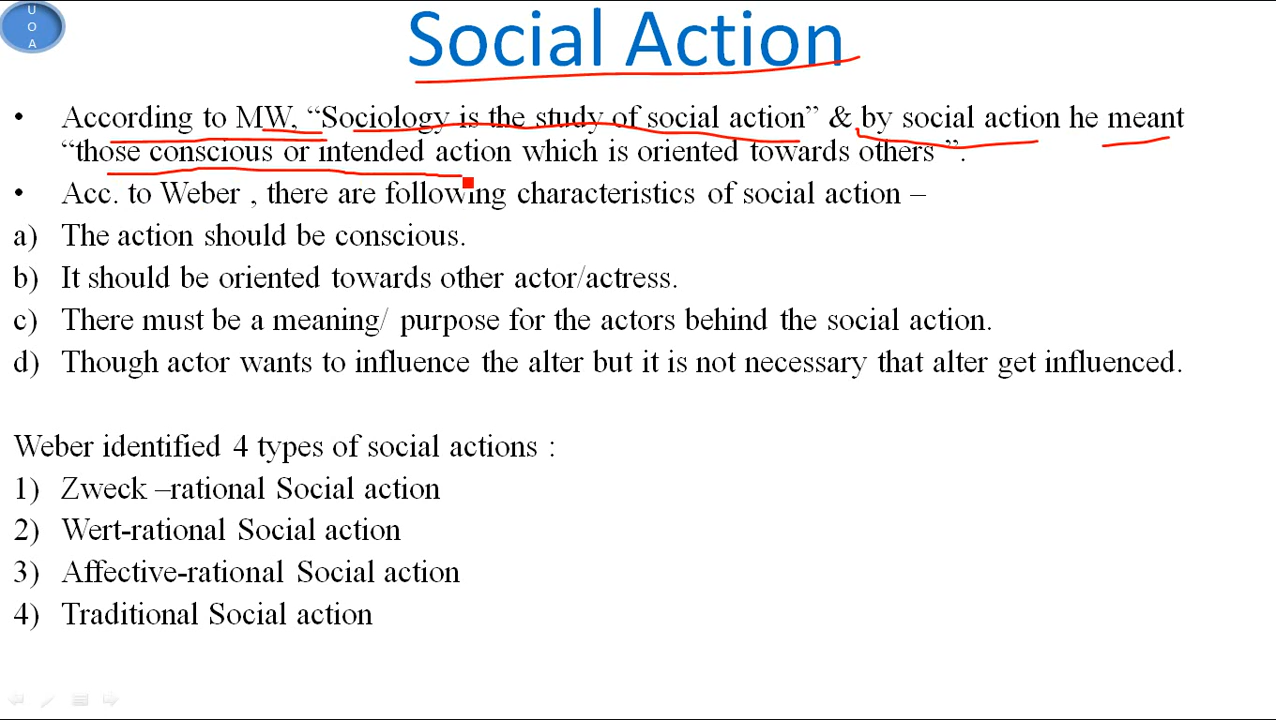 U
O
A
Social Action
• According to MW, “Sociology is the study of social action” & by social action he meant
“those conscious or intended action which is oriented towards others ”.
• Acc. to Weber , there are following characteristics of social action –
a) The action should be conscious.
b) It should be oriented towards other actor/actress.
c) There must be a meaning/ purpose for the actors behind the social action.
d) Though actor wants to influence the alter but it is not necessary that alter get influenced.
Weber identified 4 types of social actions :
1) Zweck –rational Social action
2) Wert-rational Social action
3) Affective-rational Social action
4) Traditional Social action